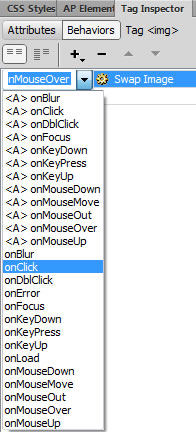 CSS Styles AP Element Tag Inspector
Attributes Behaviors Tag <img>
nMouseOver Swap Image
<A> onBlur
<A> onClick
<A> onDblClick
<A> onFocus
<A> onKeyDown
<A> onKeyPress
<A> onKeyUp
<A> onMouseDown
<A> onMouseMove
<A> onMouseOut
<A> onMouseOver
<A> onMouseUp
onBlur
onClick
onDblClick
onError
onFocus
onKeyDown
onKeyPress
onKeyUp
onLoad
onMouseDown
onMouseMove
onMouseOut
onMouseOver
onMouseUp